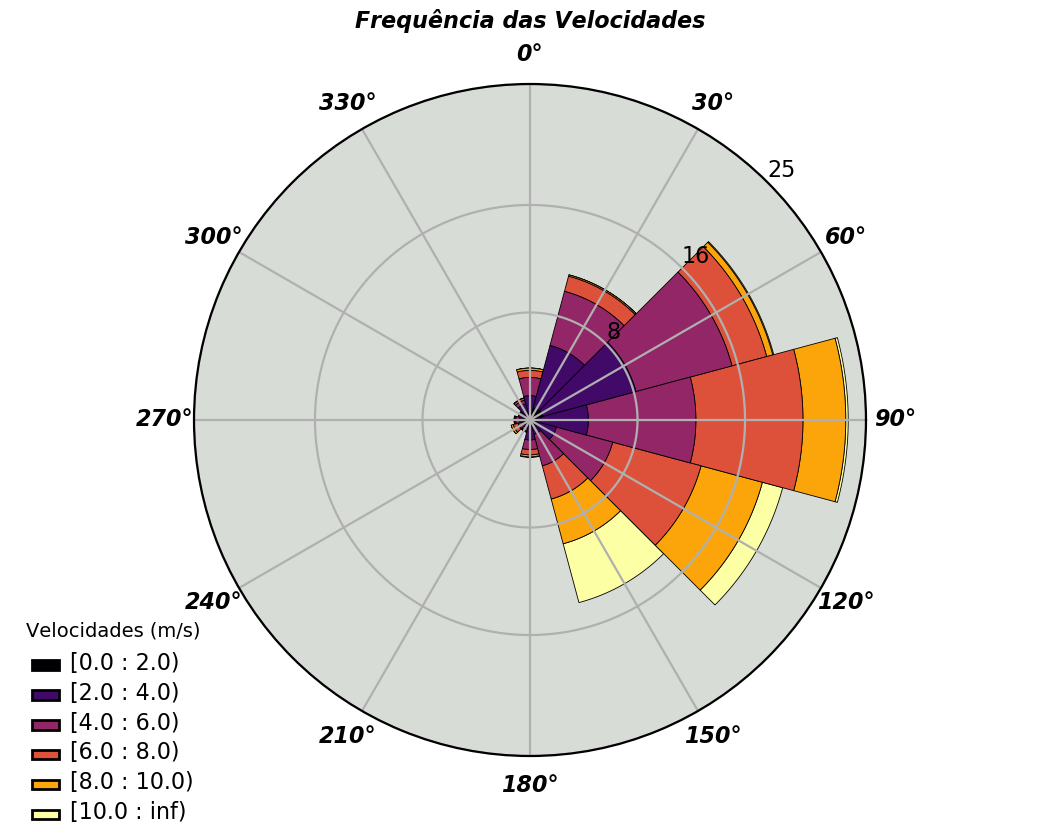 Frequência das Velocidades
0°
330°
30°
25
300°
60°
16
8
270°
90°
240°
120°
210°
150°
180°
Velocidades (m/s)
[0.0 : 2.0)
[2.0 : 4.0)
[4.0 : 6.0)
[6.0 : 8.0)
[8.0 : 10.0)
[10.0 : inf)